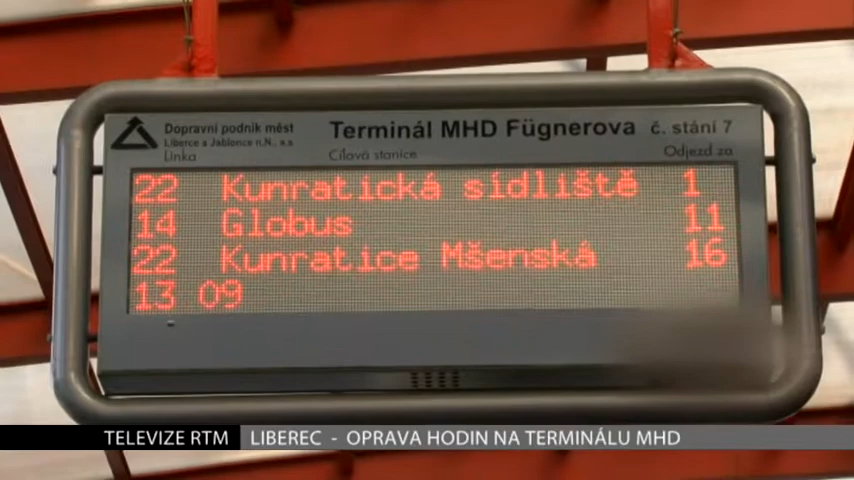 Dopravní podnik měst
Liberce a Jablonce n.N., a.s
Terminál MHD Fügnerova č. stání 7
Linka Cílová stanice Odjezd za
22 Kunratická sídliště 1
14 Globus 11
22 Kunratice Mšenská 16
13 09
TELEVIZE RTM LIBEREC - OPRAVA HODIN NA TERMINÁLU MHD